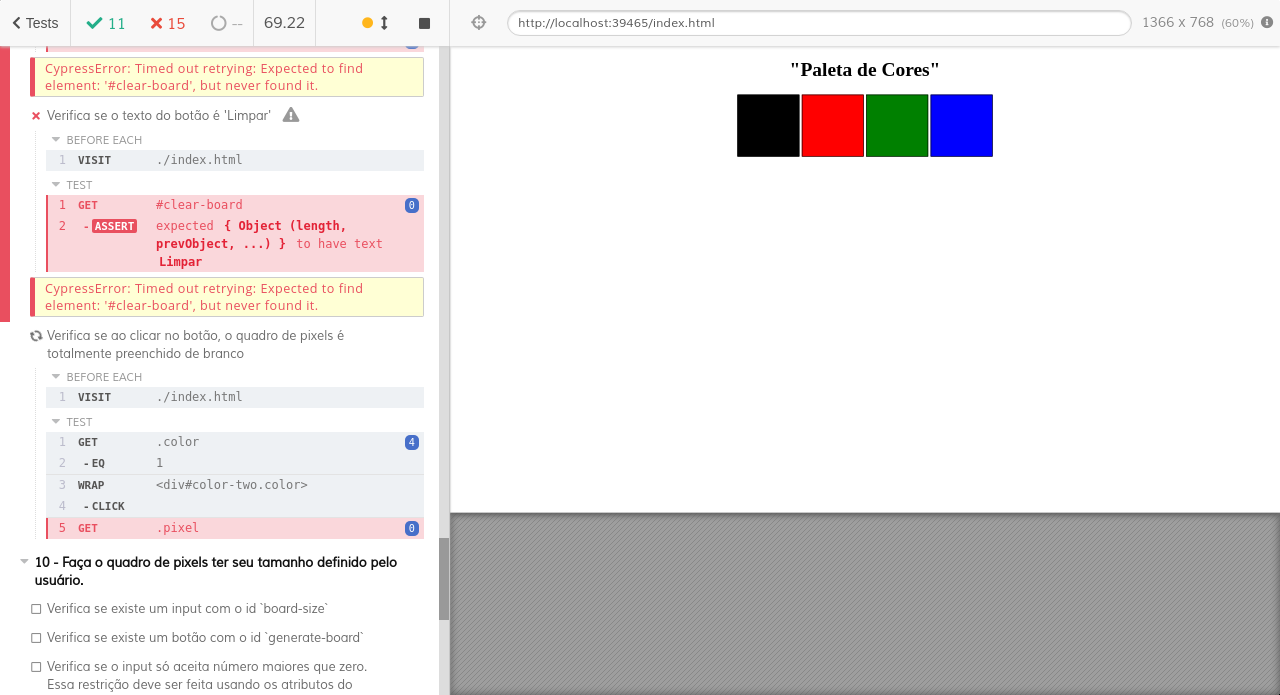 Tests 11 15 -- 69.22
http://localhost:39465/index.html 1366 x 768 (60%)
CypressError: Timed out retrying: Expected to find
element: '#clear-board', but never found it.
Verifica se o texto do botão é 'Limpar'
BEFORE EACH
1 VISIT ./index.html
TEST
1 GET #clear-board 0
2 - ASSERT expected { Object (length,
prevObject, ...) } to have text
Limpar
CypressError: Timed out retrying: Expected to find
element: '#clear-board', but never found it.
Verifica se ao clicar no botão, o quadro de pixels é
totalmente preenchido de branco
BEFORE EACH
1 VISIT ./index.html
TEST
1 GET .color 4
2 - EQ 1
3 WRAP <div#color-two.color>
4 - CLICK
5 GET .pixel 0
10 - Faça o quadro de pixels ter seu tamanho definido pelo
usuário.
Verifica se existe um input com o id `board-size`
Verifica se existe um botão com o id `generate-board`
Verifica se o input só aceita número maiores que zero.
Essa restrição deve ser feita usando os atributos do
"Paleta de Cores"